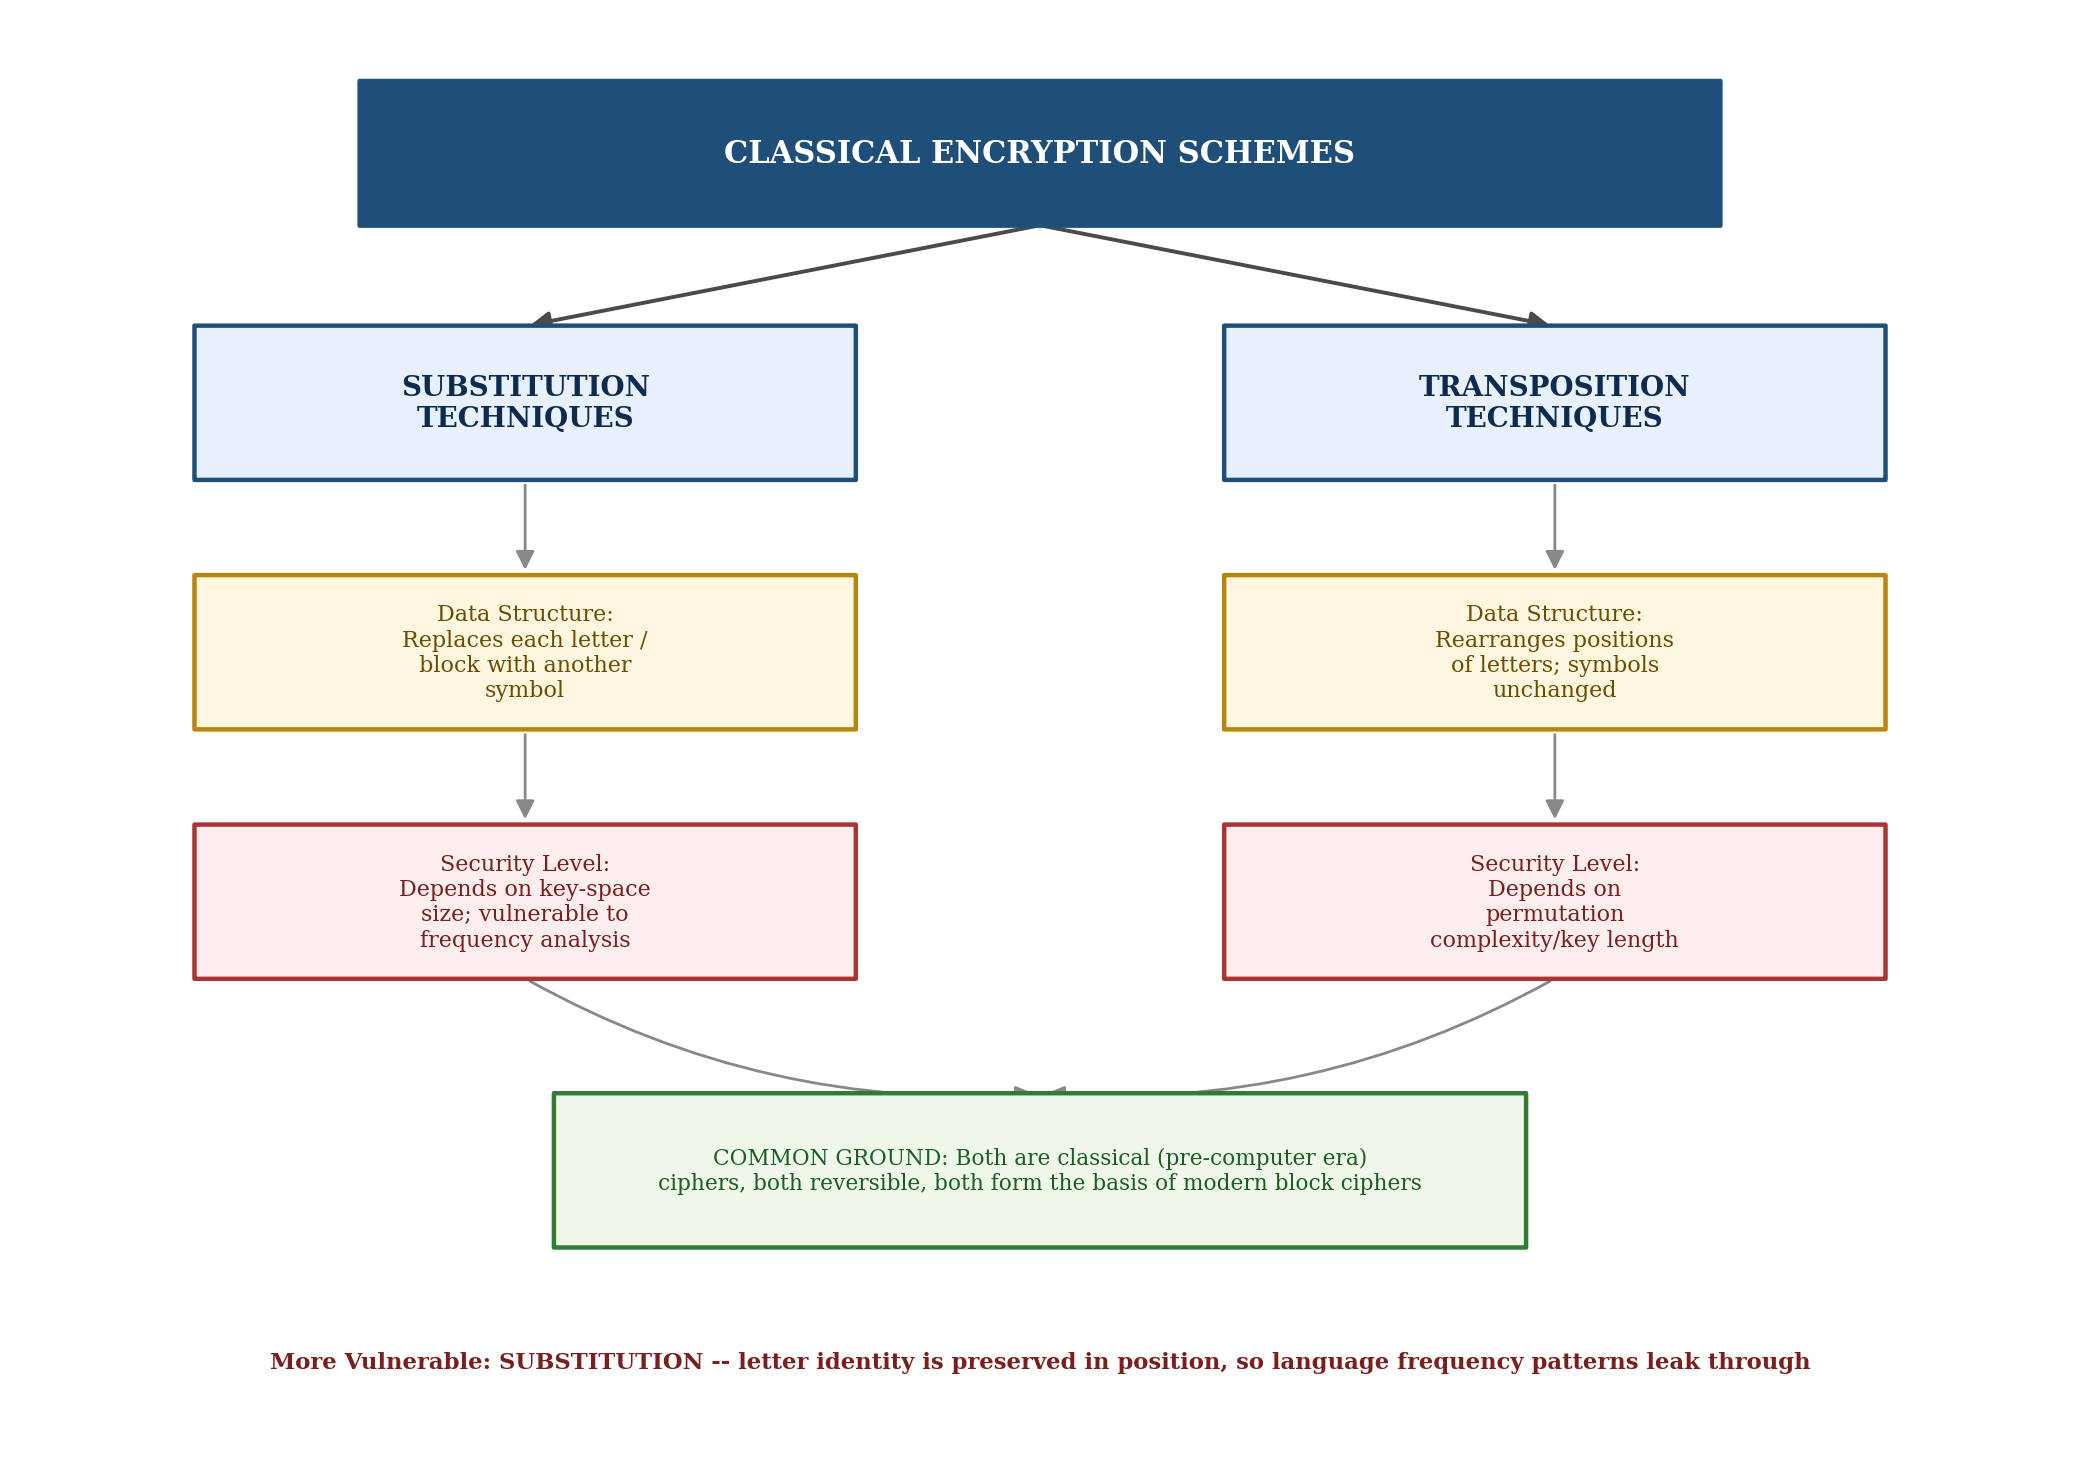 CLASSICAL ENCRYPTION SCHEMES
SUBSTITUTION
TECHNIQUES
TRANSPOSITION
TECHNIQUES
Data Structure:
Replaces each letter /
block with another
symbol
Data Structure:
Rearranges positions
of letters; symbols
unchanged
Security Level:
Depends on key-space
size; vulnerable to
frequency analysis
Security Level:
Depends on
permutation
complexity/key length
COMMON GROUND: Both are classical (pre-computer era)
ciphers, both reversible, both form the basis of modern block ciphers
More Vulnerable: SUBSTITUTION -- letter identity is preserved in position, so language frequency patterns leak through